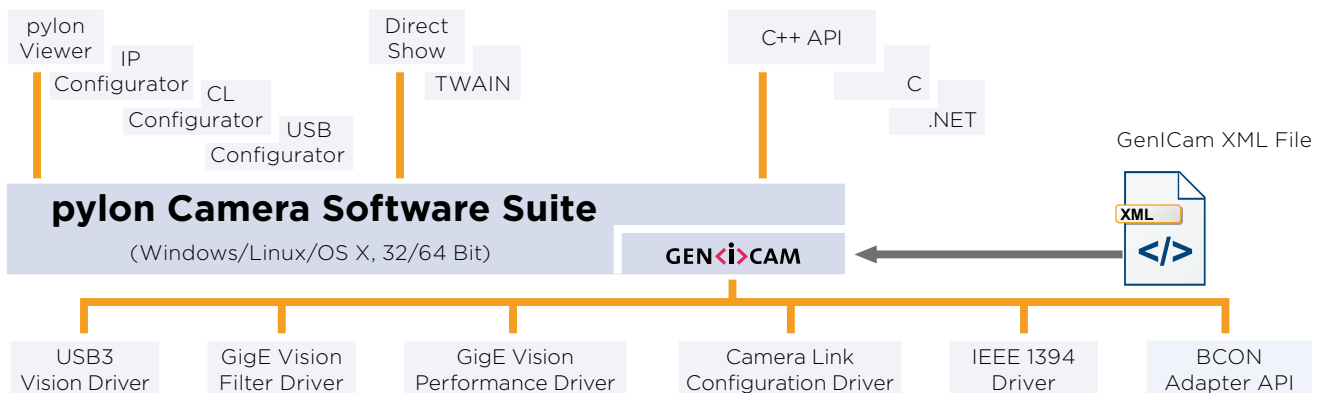 pylon
Viewer
IP
Configurator
CL
Configurator
USB
Configurator
Direct
Show
TWAIN
C++ API
C
.NET
GenICam XML File
XML
</>
pylon Camera Software Suite
(Windows/Linux/OS X, 32/64 Bit)
GEN<i>CAM
USB3
Vision Driver
GigE Vision
Filter Driver
GigE Vision
Performance Driver
Camera Link
Configuration Driver
IEEE 1394
Driver
BCON
Adapter API